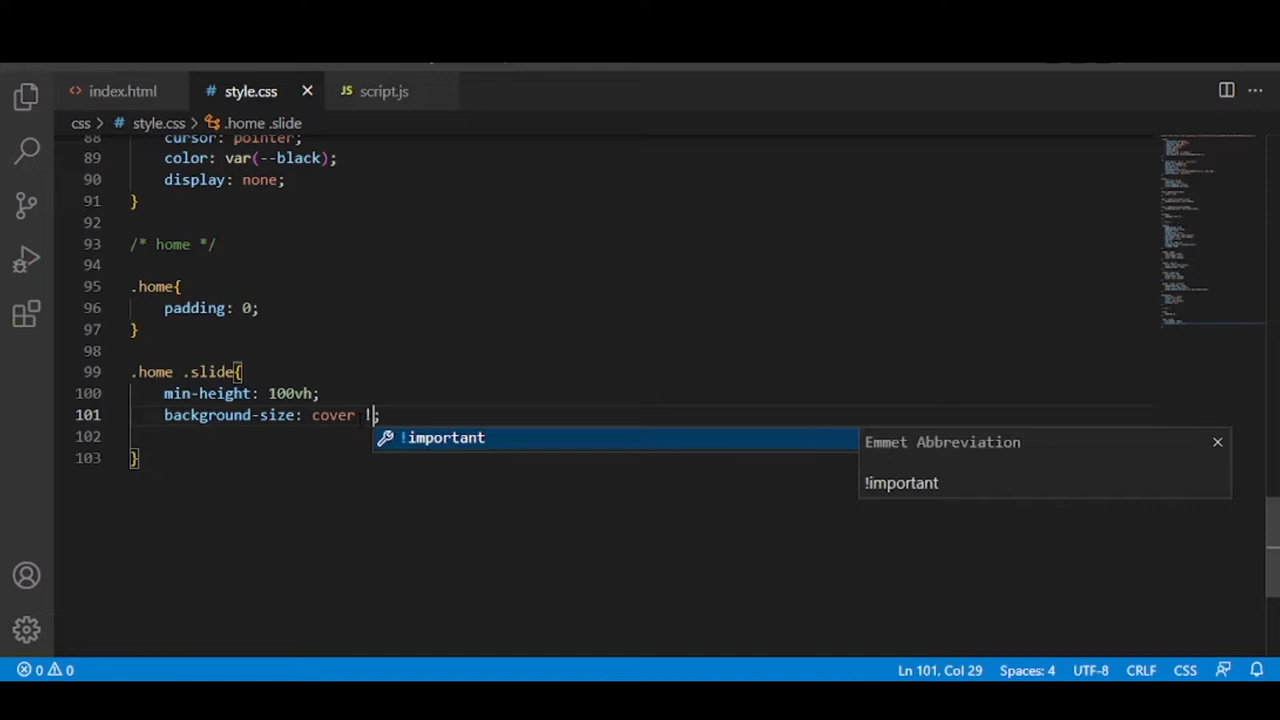 index.html
style.css
script.js
css > style.css > .home .slide
88 cursor: pointer;
89 color: var(--black);
90 display: none;
91 }
92
93 /* home */
94
95 .home{
96 padding: 0;
97 }
98
99 .home .slide{
100 min-height: 100vh;
101 background-size: cover !;
102
103 }
!important
Emmet Abbreviation
!important
0 0 Ln 101, Col 29 Spaces: 4 UTF-8 CRLF CSS